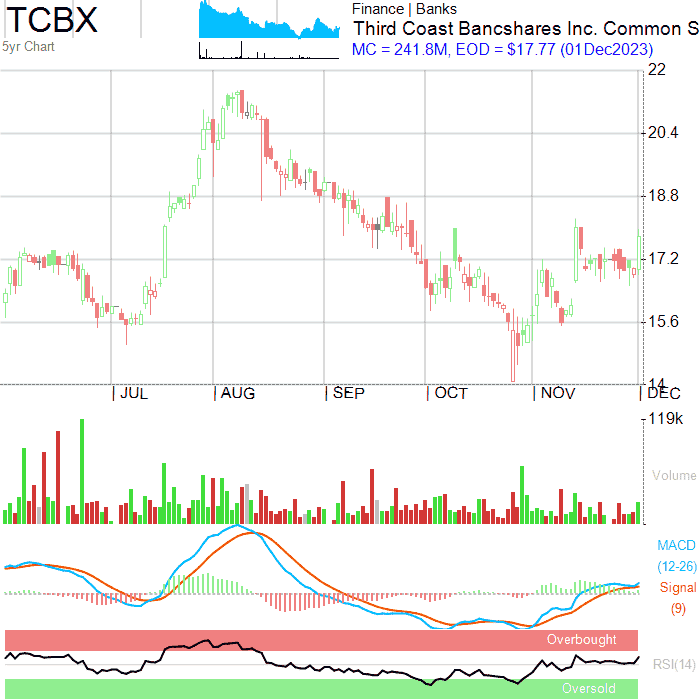 TCBX
5yr Chart
Finance | Banks
Third Coast Bancshares Inc. Common S
MC = 241.8M, EOD = $17.77 (01Dec2023)
22
20.4
18.8
17.2
15.6
14
JUL AUG SEP OCT NOV DEC
119k
Volume
MACD
(12-26)
Signal
(9)
Overbought
RSI(14)
Oversold